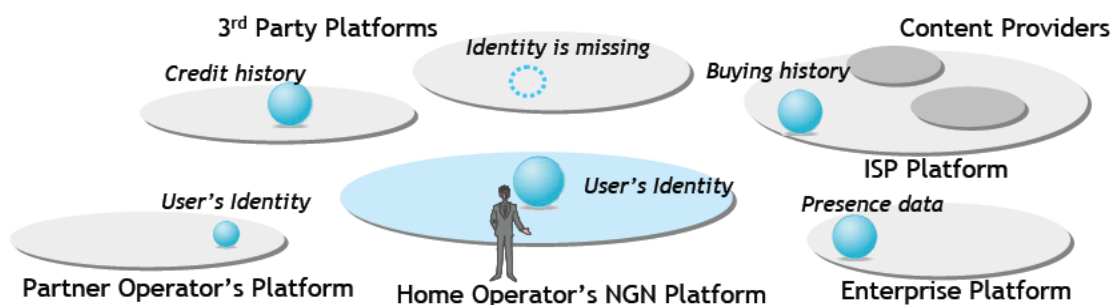 3rd Party Platforms
Identity is missing
Content Providers
Credit history
Buying history
ISP Platform
User's Identity
User's Identity
Presence data
Partner Operator's Platform
Home Operator's NGN Platform
Enterprise Platform